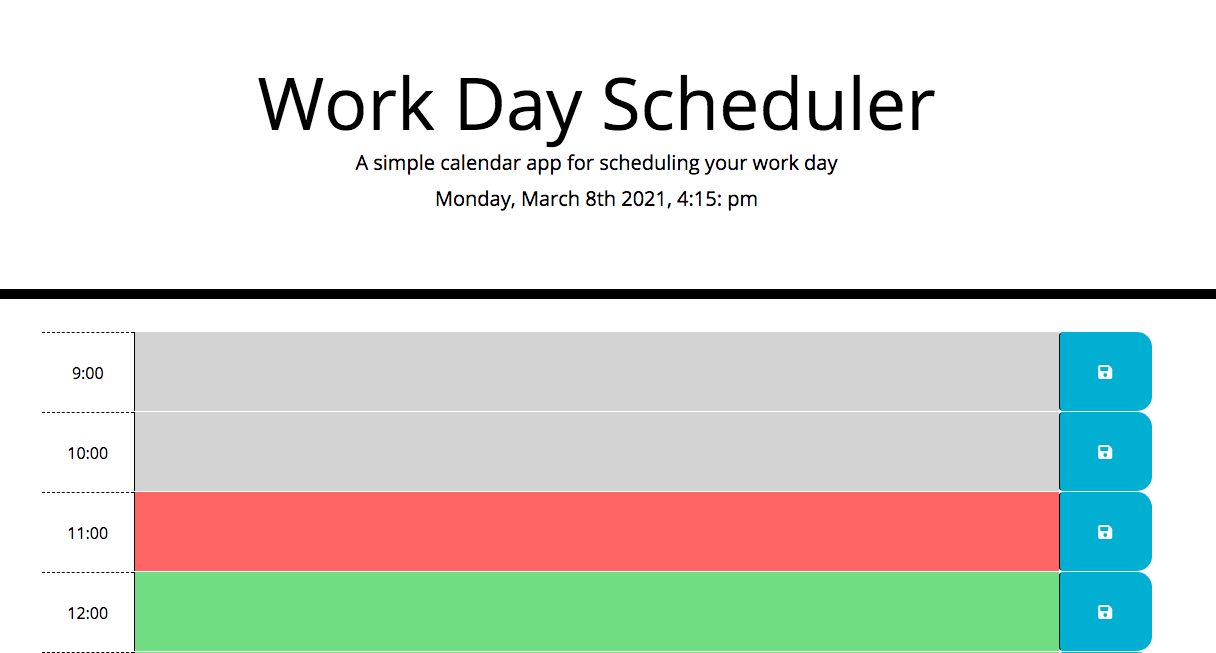 Work Day Scheduler
A simple calendar app for scheduling your work day
Monday, March 8th 2021, 4:15: pm
9:00
10:00
11:00
12:00